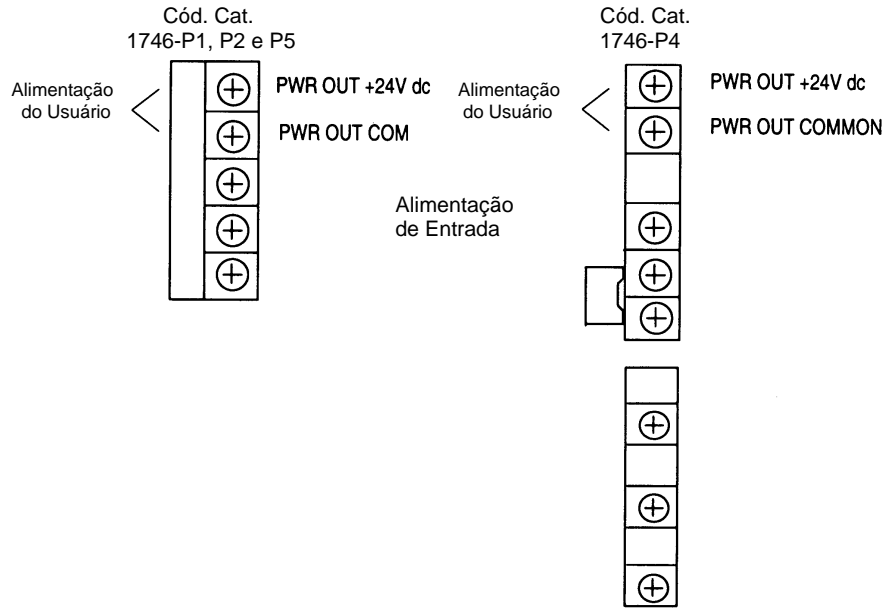 Cód. Cat.
1746-P1, P2 e P5
Alimentação
do Usuário
PWR OUT +24V dc
PWR OUT COM
Cód. Cat.
1746-P4
Alimentação
do Usuário
PWR OUT +24V dc
PWR OUT COMMON
Alimentação
de Entrada